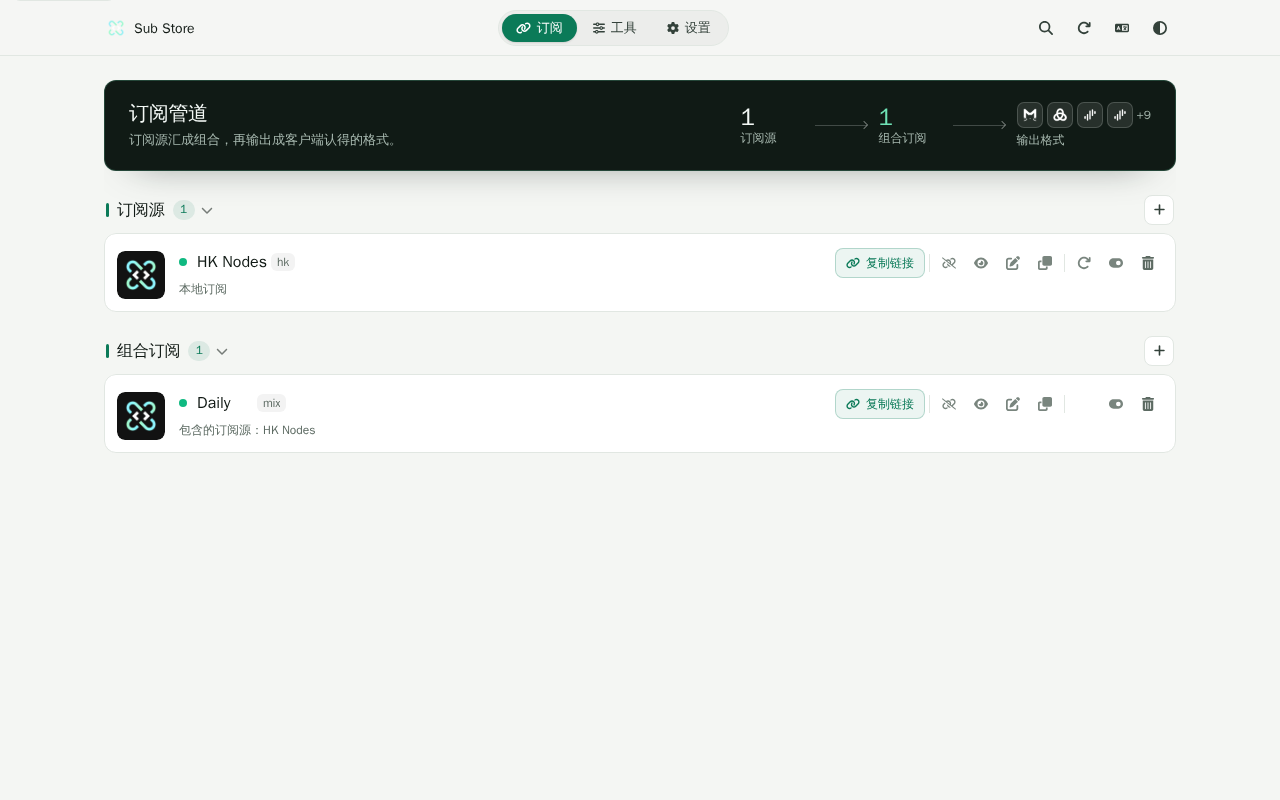 Sub Store
订阅
工具
设置
订阅管道
订阅源汇成组合，再输出成客户端认得的格式。
1
订阅源
1
组合订阅
+9
输出格式
订阅源 1
HK Nodes hk
本地订阅
复制链接
组合订阅 1
Daily mix
包含的订阅源：HK Nodes
复制链接